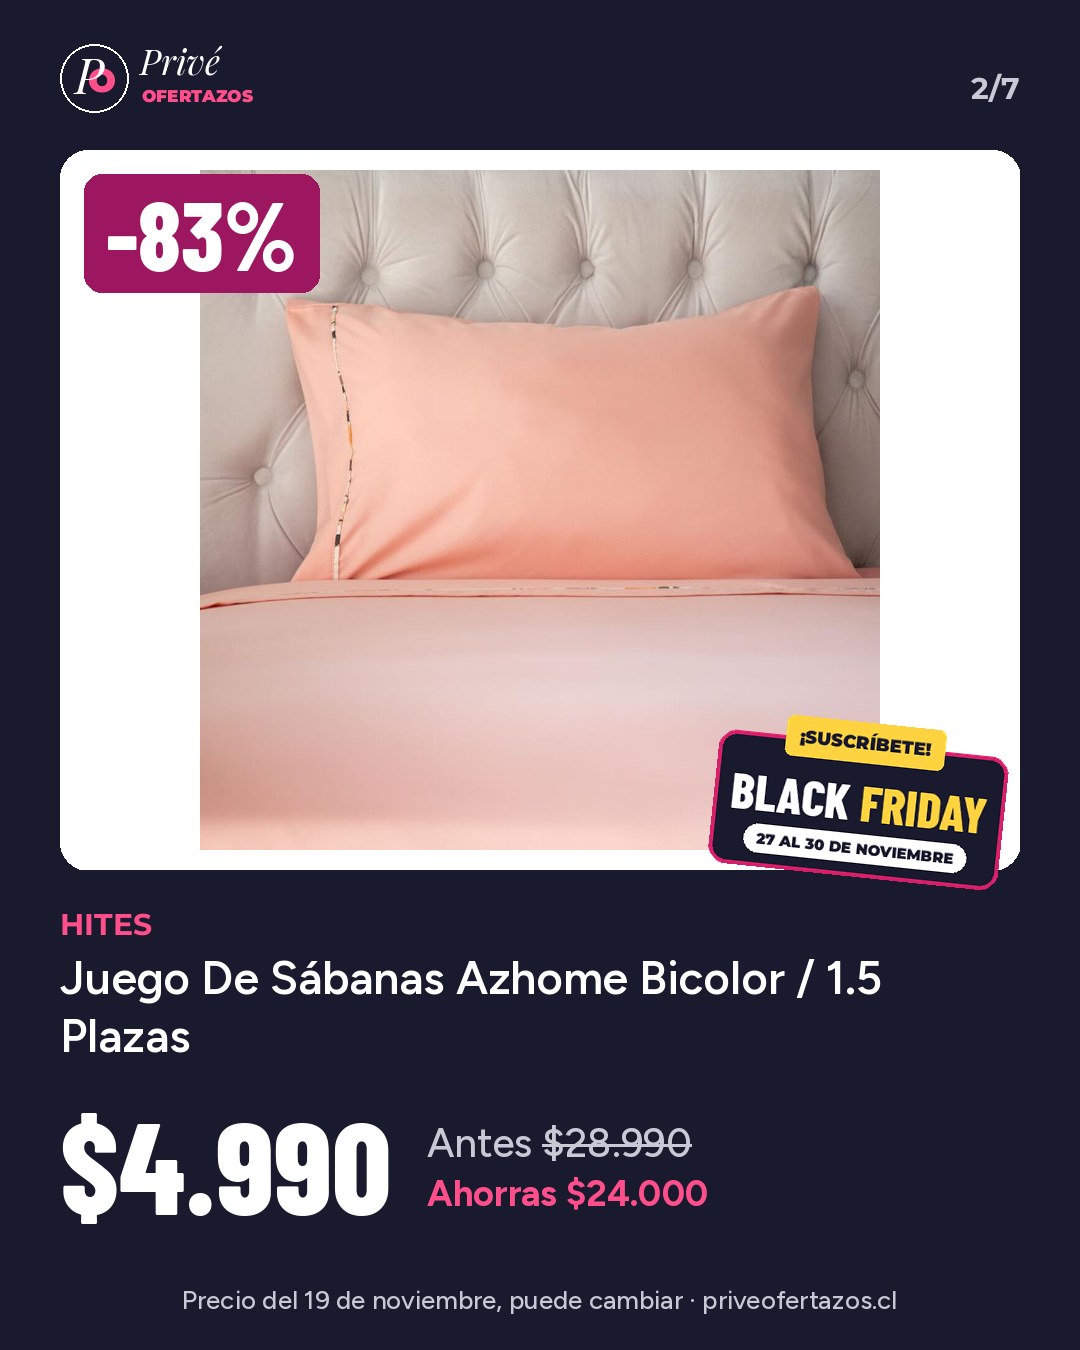 Privé
OFERTAZOS
2/7
-83%
¡SUSCRÍBETE!
BLACK FRIDAY
27 AL 30 DE NOVIEMBRE
HITES
Juego De Sábanas Azhome Bicolor / 1.5
Plazas
$4.990
Antes $28.990
Ahorras $24.000
Precio del 19 de noviembre, puede cambiar · priveofertazos.cl